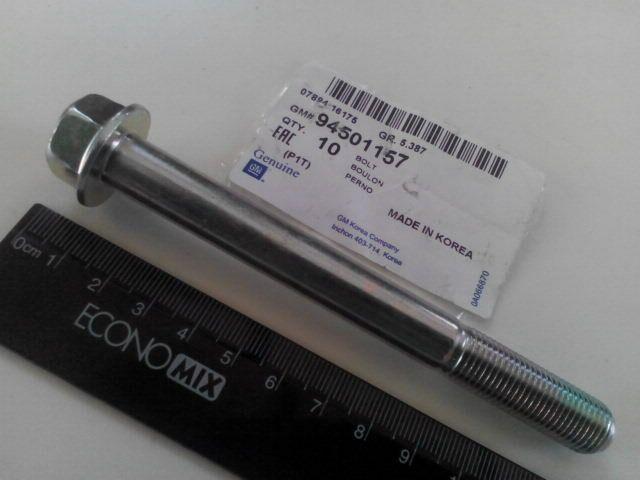 07894 16175
GR. 5.387
GM# 94501157
QTY. 10
BOLT
BOULON
PERNO
EAC
(P1T)
Genuine
GM
MADE IN KOREA
GM Korea Company
Inchon 403-714, Korea
0A066870
0cm 1 2 3 4 5 6 7 8 9
ECONOMIX